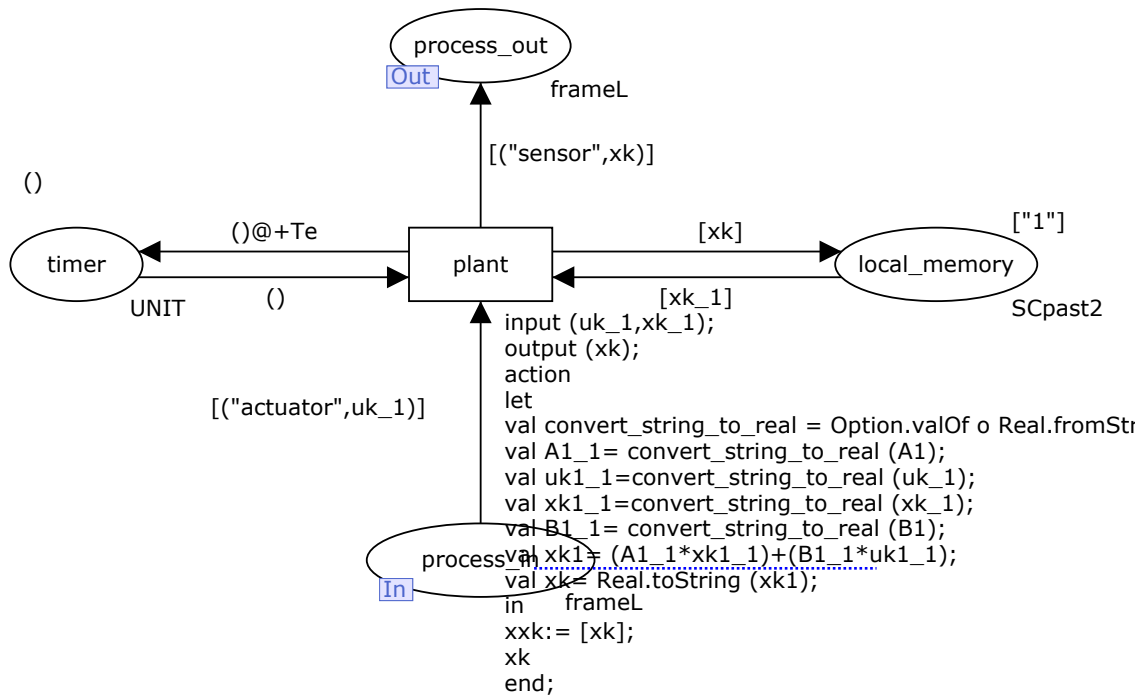 process_out
Out
frameL
[("sensor",xk)]
()
["1"]
()@+Te
[xk]
timer
plant
local_memory
()
[xk_1]
UNIT
SCpast2
[("actuator",uk_1)]
input (uk_1,xk_1);
output (xk);
action
let
val convert_string_to_real = Option.valOf o Real.fromStr
val A1_1= convert_string_to_real (A1);
val uk1_1=convert_string_to_real (uk_1);
val xk1_1=convert_string_to_real (xk_1);
val B1_1= convert_string_to_real (B1);
val xk1= (A1_1*xk1_1)+(B1_1*uk1_1);
val xk= Real.toString (xk1);
in
xxk:= [xk];
xk
end;
process_in
In
frameL